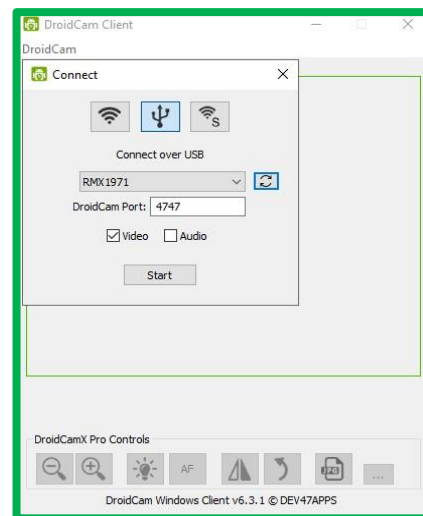 DroidCam Client
DroidCam
Connect
S
Connect over USB
RMX1971
DroidCam Port: 4747
Video Audio
Start
DroidCamX Pro Controls
AF
JPG
...
DroidCam Windows Client v6.3.1 © DEV47APPS